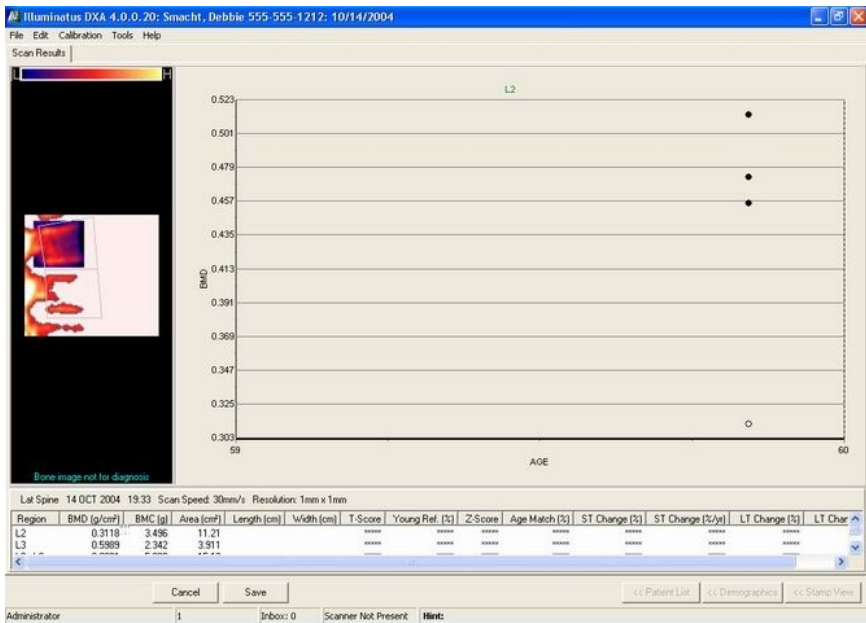 Illuminatus DXA 4.0.0.20: Smacht, Debbie 555-555-1212: 10/14/2004
File Edit Calibration Tools Help
Scan Results
L H
L2
0.523
0.501
0.479
0.457
0.435
0.413
BMD
0.391
0.369
0.347
0.325
0.303
59 60
AGE
Bone image not for diagnosis
Lat Spine 14 OCT 2004 19:33 Scan Speed: 30mm/s Resolution: 1mm x 1mm
Region BMD (g/cm²) BMC (g) Area (cm²) Length (cm) Width (cm) T-Score Young Ref. (%) Z-Score Age Match (%) ST Change (%) ST Change (%/yr) LT Change (%) LT Char
L2 0.3118 3.496 11.21 ***** ***** ***** ***** ***** ***** *****
L3 0.5989 2.342 3.911 ***** ***** ***** ***** ***** ***** *****
Cancel Save << Patient List << Demographics << Stamp View
Administrator 1 Inbox: 0 Scanner Not Present Hint: